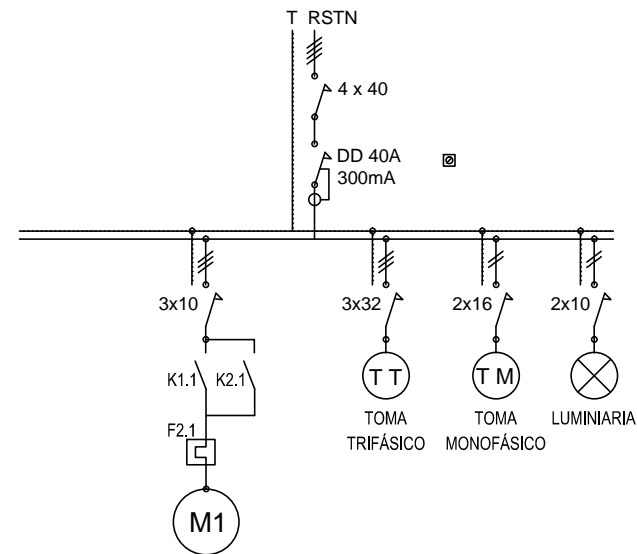 T RSTN
4 x 40
DD 40A
300mA
3x10
3x32
2x16
2x10
K1.1
K2.1
T T
T M
TOMA
TRIFÁSICO
TOMA
MONOFÁSICO
LUMINIARIA
F2.1
M1